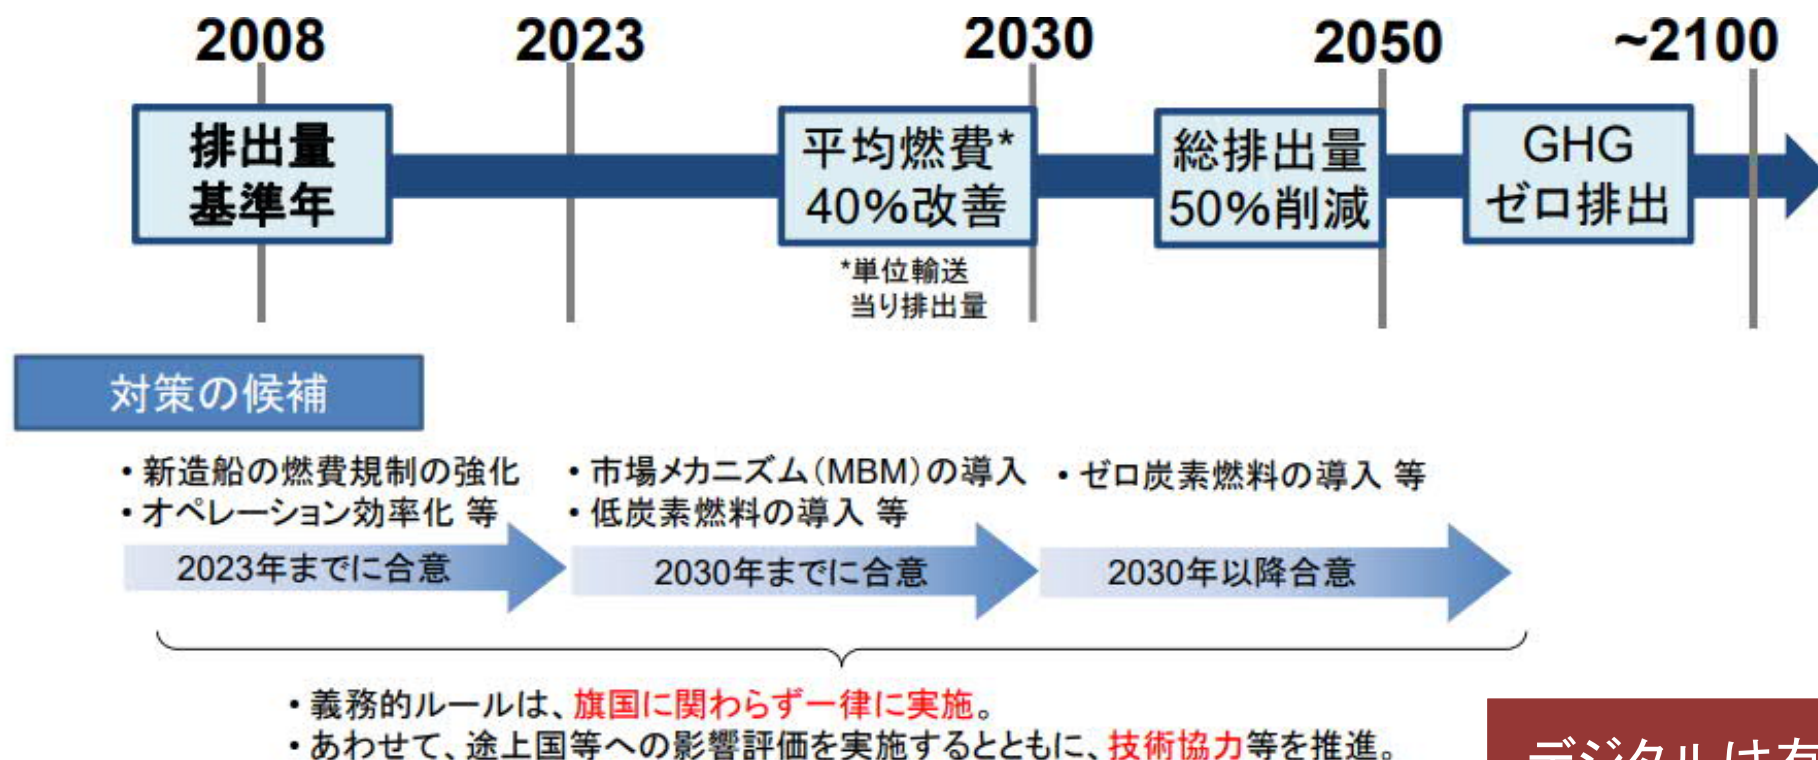 2008
2023
2030
2050
~2100
排出量
基準年
平均燃費*
40%改善
*単位輸送
当り排出量
総排出量
50%削減
GHG
ゼロ排出
対策の候補
• 新造船の燃費規制の強化
• オペレーション効率化 等
• 市場メカニズム(MBM)の導入
• 低炭素燃料の導入 等
• ゼロ炭素燃料の導入 等
2023年までに合意
2030年までに合意
2030年以降合意
• 義務的ルールは、旗国に関わらず一律に実施。
• あわせて、途上国等への影響評価を実施するとともに、技術協力等を推進。
デジタルは有